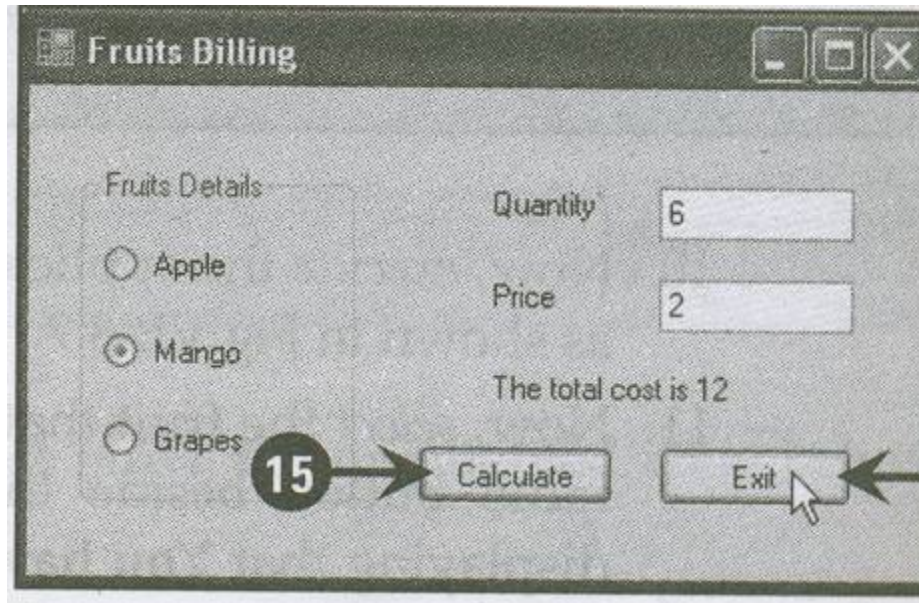 Fruits Billing
Fruits Details
Apple
Mango
Grapes
Quantity
6
Price
2
The total cost is 12
15
Calculate
Exit